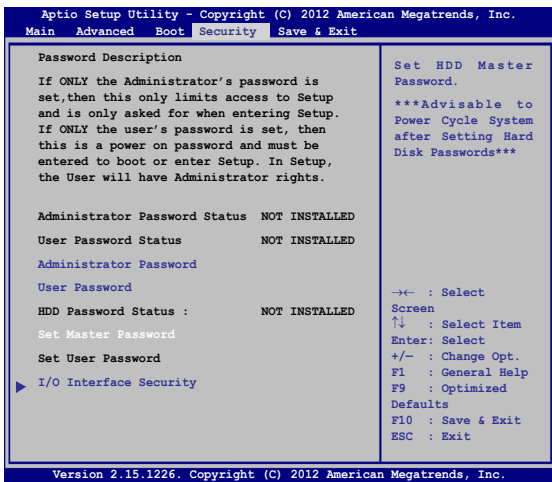 Aptio Setup Utility - Copyright (C) 2012 American Megatrends, Inc.
Main Advanced Boot Security Save & Exit
Password Description
If ONLY the Administrator's password is
set,then this only limits access to Setup
and is only asked for when entering Setup.
If ONLY the user's password is set, then
this is a power on password and must be
entered to boot or enter Setup. In Setup,
the User will have Administrator rights.
Administrator Password Status NOT INSTALLED
User Password Status NOT INSTALLED
Administrator Password
User Password
HDD Password Status : NOT INSTALLED
Set Master Password
Set User Password
I/O Interface Security
Set HDD Master
Password.
***Advisable to
Power Cycle System
after Setting Hard
Disk Passwords***
→← : Select
Screen
↑↓ : Select Item
Enter: Select
+/− : Change Opt.
F1 : General Help
F9 : Optimized
Defaults
F10 : Save & Exit
ESC : Exit
Version 2.15.1226. Copyright (C) 2012 American Megatrends, Inc.